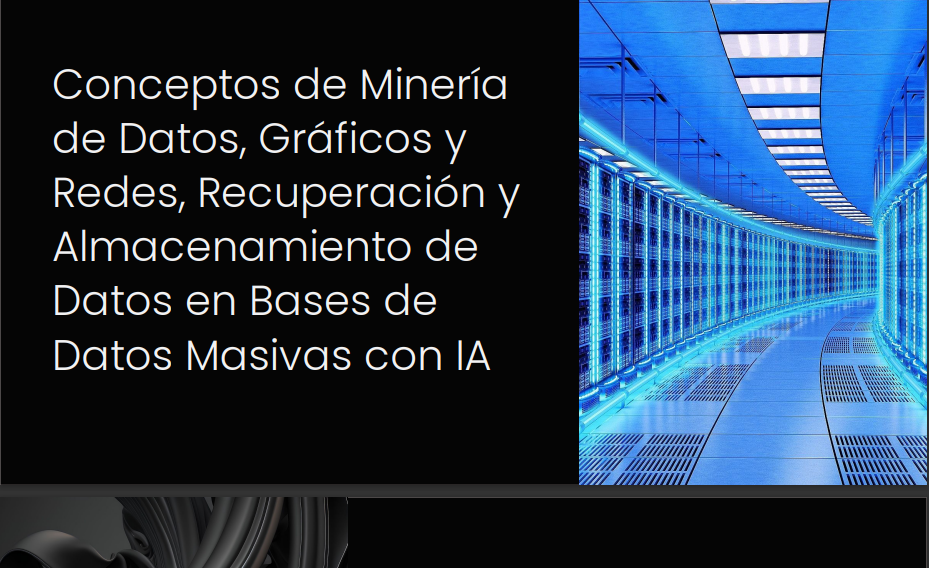 Conceptos de Minería
de Datos, Gráficos y
Redes, Recuperación y
Almacenamiento de
Datos en Bases de
Datos Masivas con IA